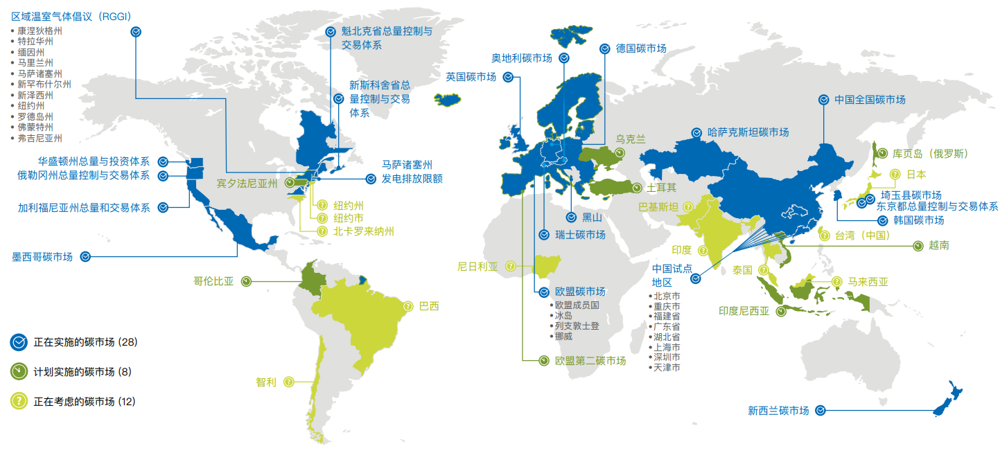 区域温室气体倡议（RGGI）
• 康涅狄格州
• 特拉华州
• 缅因州
• 马里兰州
• 马萨诸塞州
• 新罕布什尔州
• 新泽西州
• 纽约州
• 罗德岛州
• 佛蒙特州
• 弗吉尼亚州
华盛顿州总量与投资体系
俄勒冈州总量控制与交易体系
加利福尼亚州总量和交易体系
墨西哥碳市场
魁北克省总量控制与
交易体系
新斯科舍省总
量控制与交易
体系
马萨诸塞州
发电排放限额
宾夕法尼亚州
纽约州
纽约市
北卡罗来纳州
哥伦比亚
巴西
智利
英国碳市场
奥地利碳市场
德国碳市场
乌克兰
土耳其
黑山
瑞士碳市场
尼日利亚
欧盟碳市场
• 欧盟成员国
• 冰岛
• 列支敦士登
• 挪威
欧盟第二碳市场
哈萨克斯坦碳市场
中国全国碳市场
库页岛（俄罗斯）
日本
埼玉县碳市场
东京都总量控制与交易体系
韩国碳市场
台湾（中国）
越南
巴基斯坦
印度
中国试点
地区
• 北京市
• 重庆市
• 福建省
• 广东省
• 湖北省
• 上海市
• 深圳市
• 天津市
泰国
马来西亚
印度尼西亚
新西兰碳市场
正在实施的碳市场 (28)
计划实施的碳市场 (8)
? 正在考虑的碳市场 (12)